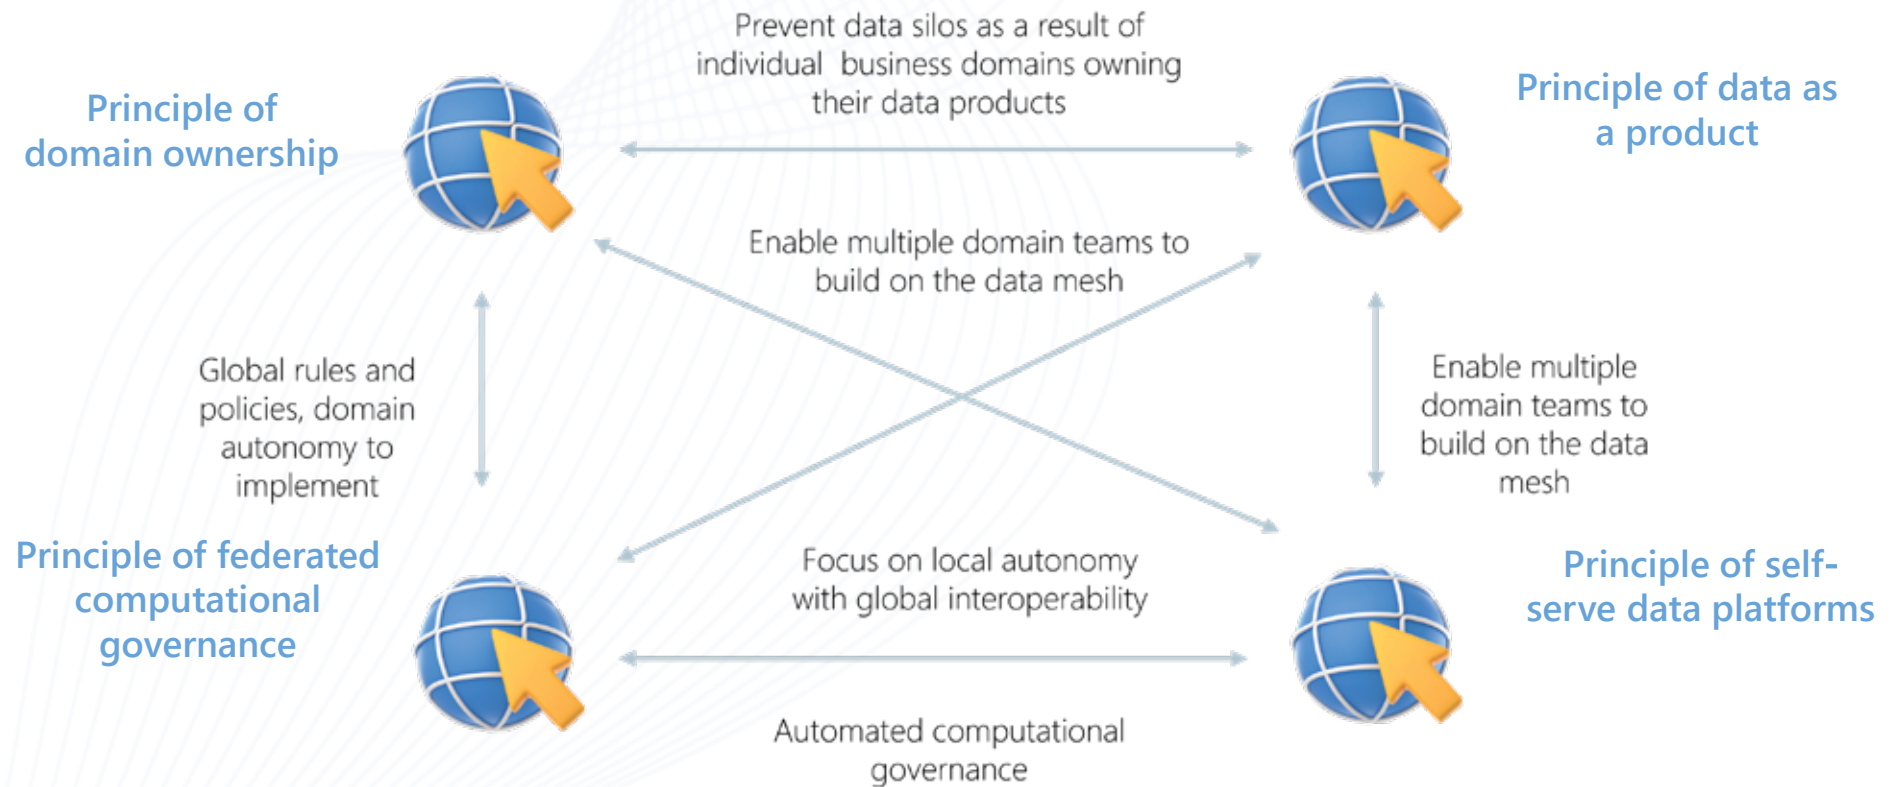 Prevent data silos as a result of
individual business domains owning
their data products
Principle of
domain ownership
Principle of data as
a product
Enable multiple domain teams to
build on the data mesh
Global rules and
policies, domain
autonomy to
implement
Enable multiple
domain teams to
build on the data
mesh
Principle of federated
computational
governance
Focus on local autonomy
with global interoperability
Principle of self-
serve data platforms
Automated computational
governance